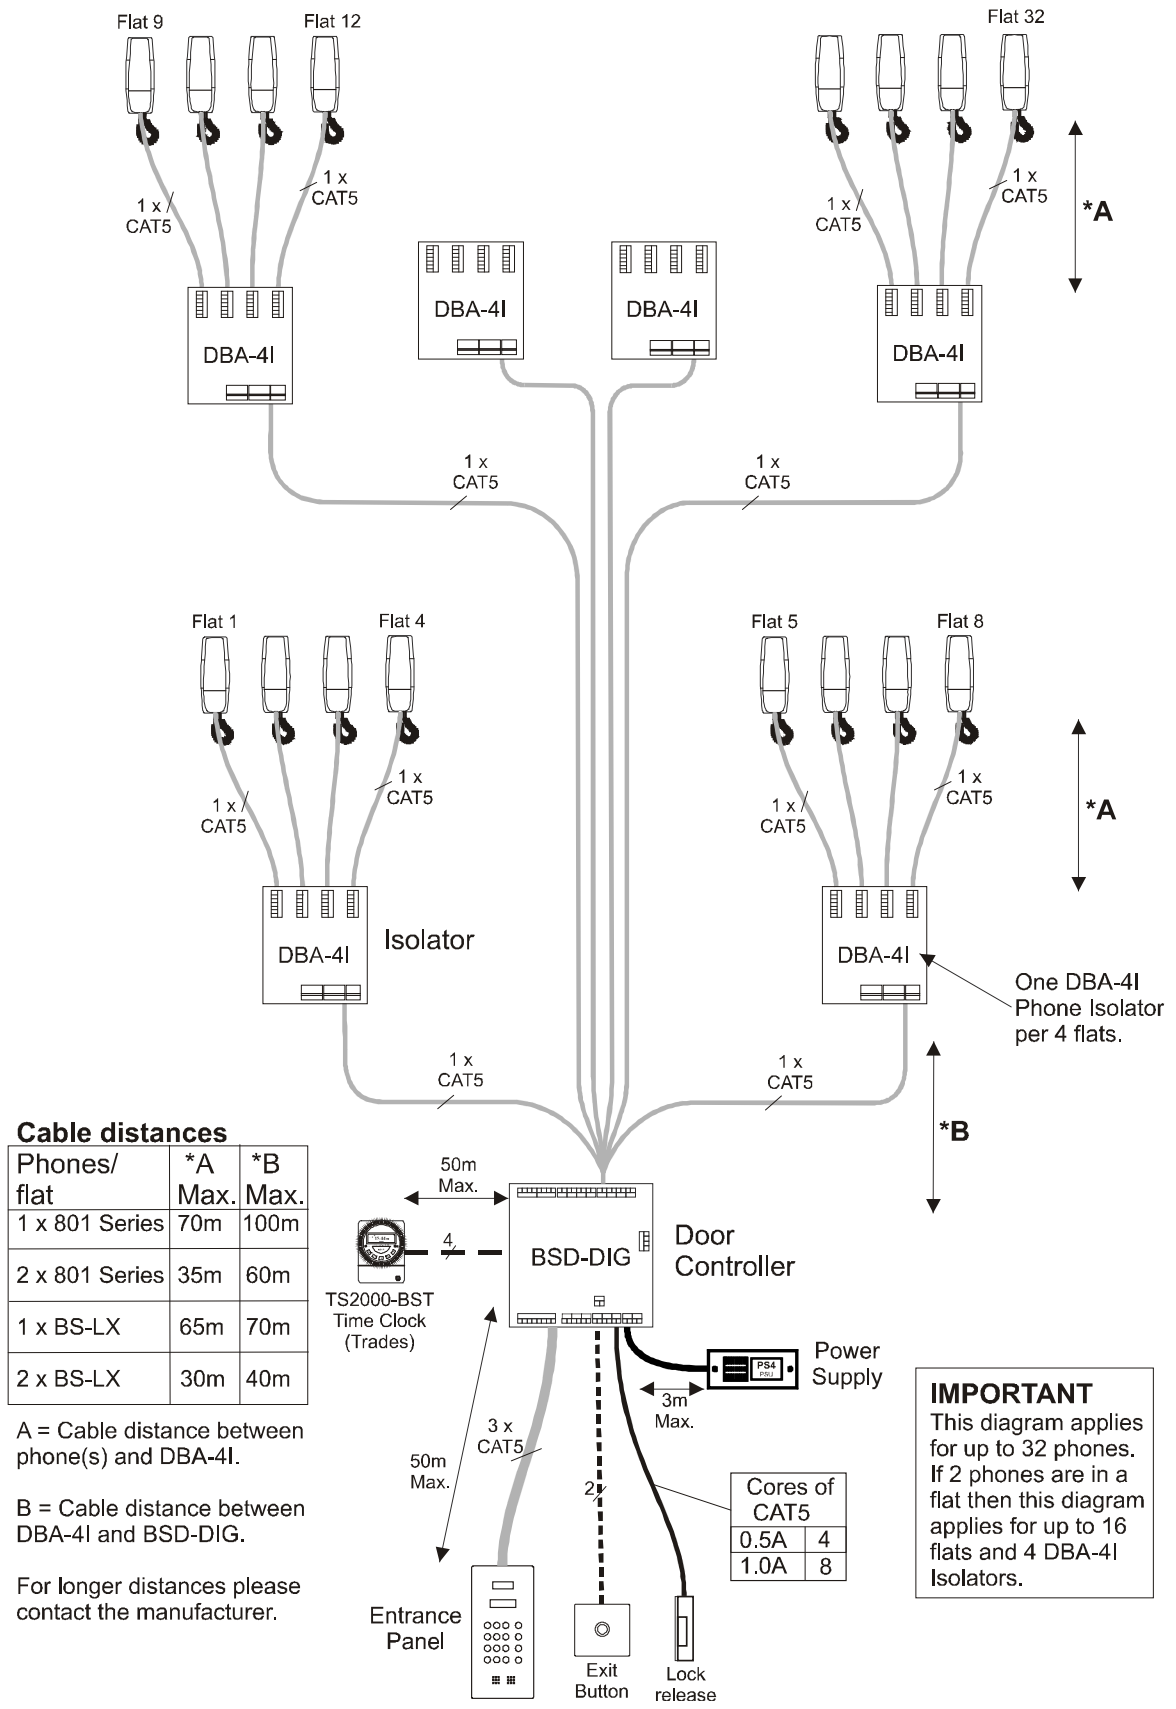 Flat 9
Flat 12
Flat 32
1 x
CAT5
1 x
CAT5
1 x
CAT5
1 x
CAT5
*A
DBA-4I
DBA-4I
DBA-4I
DBA-4I
1 x
CAT5
1 x
CAT5
Flat 1
Flat 4
Flat 5
Flat 8
1 x
CAT5
1 x
CAT5
1 x
CAT5
1 x
CAT5
*A
DBA-4I
Isolator
DBA-4I
One DBA-4I
Phone Isolator
per 4 flats.
1 x
CAT5
1 x
CAT5
*B
Cable distances
Phones/ flat *A Max. *B Max.
1 x 801 Series 70m 100m
2 x 801 Series 35m 60m
1 x BS-LX 65m 70m
2 x BS-LX 30m 40m
A = Cable distance between
phone(s) and DBA-4I.
B = Cable distance between
DBA-4I and BSD-DIG.
For longer distances please
contact the manufacturer.
50m
Max.
4
TS2000-BST
Time Clock
(Trades)
BSD-DIG
Door
Controller
PS4
PSU
Power
Supply
3m
Max.
3 x
CAT5
50m
Max.
2
Cores of
CAT5
0.5A 4
1.0A 8
Entrance
Panel
Exit
Button
Lock
release
IMPORTANT
This diagram applies
for up to 32 phones.
If 2 phones are in a
flat then this diagram
applies for up to 16
flats and 4 DBA-4I
Isolators.